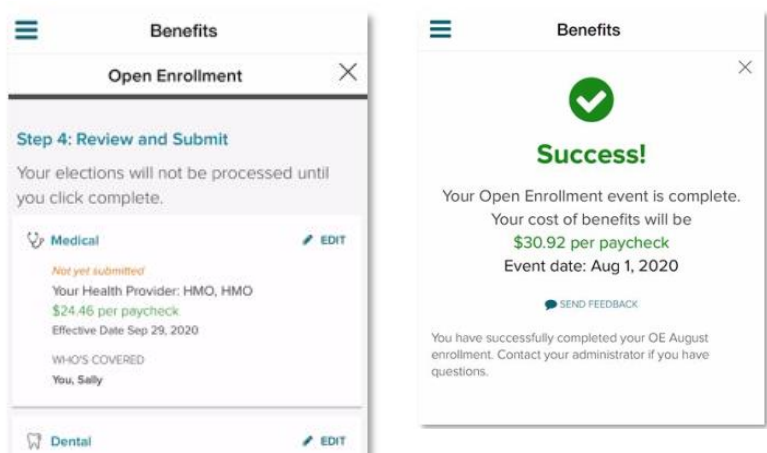 Benefits
Open Enrollment
Step 4: Review and Submit
Your elections will not be processed until
you click complete.
Medical
EDIT
Not yet submitted
Your Health Provider: HMO, HMO
$24.46 per paycheck
Effective Date Sep 29, 2020
WHO'S COVERED
You, Sally
Dental
EDIT
Benefits
Success!
Your Open Enrollment event is complete.
Your cost of benefits will be
$30.92 per paycheck
Event date: Aug 1, 2020
SEND FEEDBACK
You have successfully completed your OE August
enrollment. Contact your administrator if you have
questions.